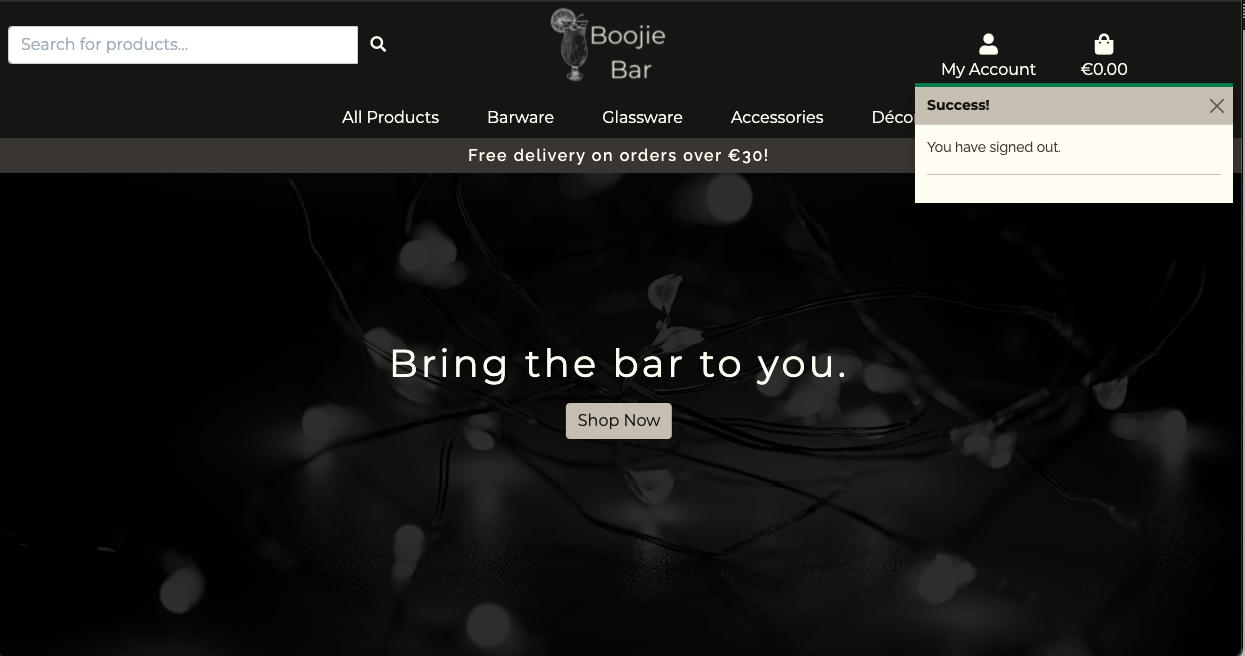 Search for products...
Boojie
Bar
My Account
€0.00
All Products
Barware
Glassware
Accessories
Déco
Success!
You have signed out.
Free delivery on orders over €30!
Bring the bar to you.
Shop Now